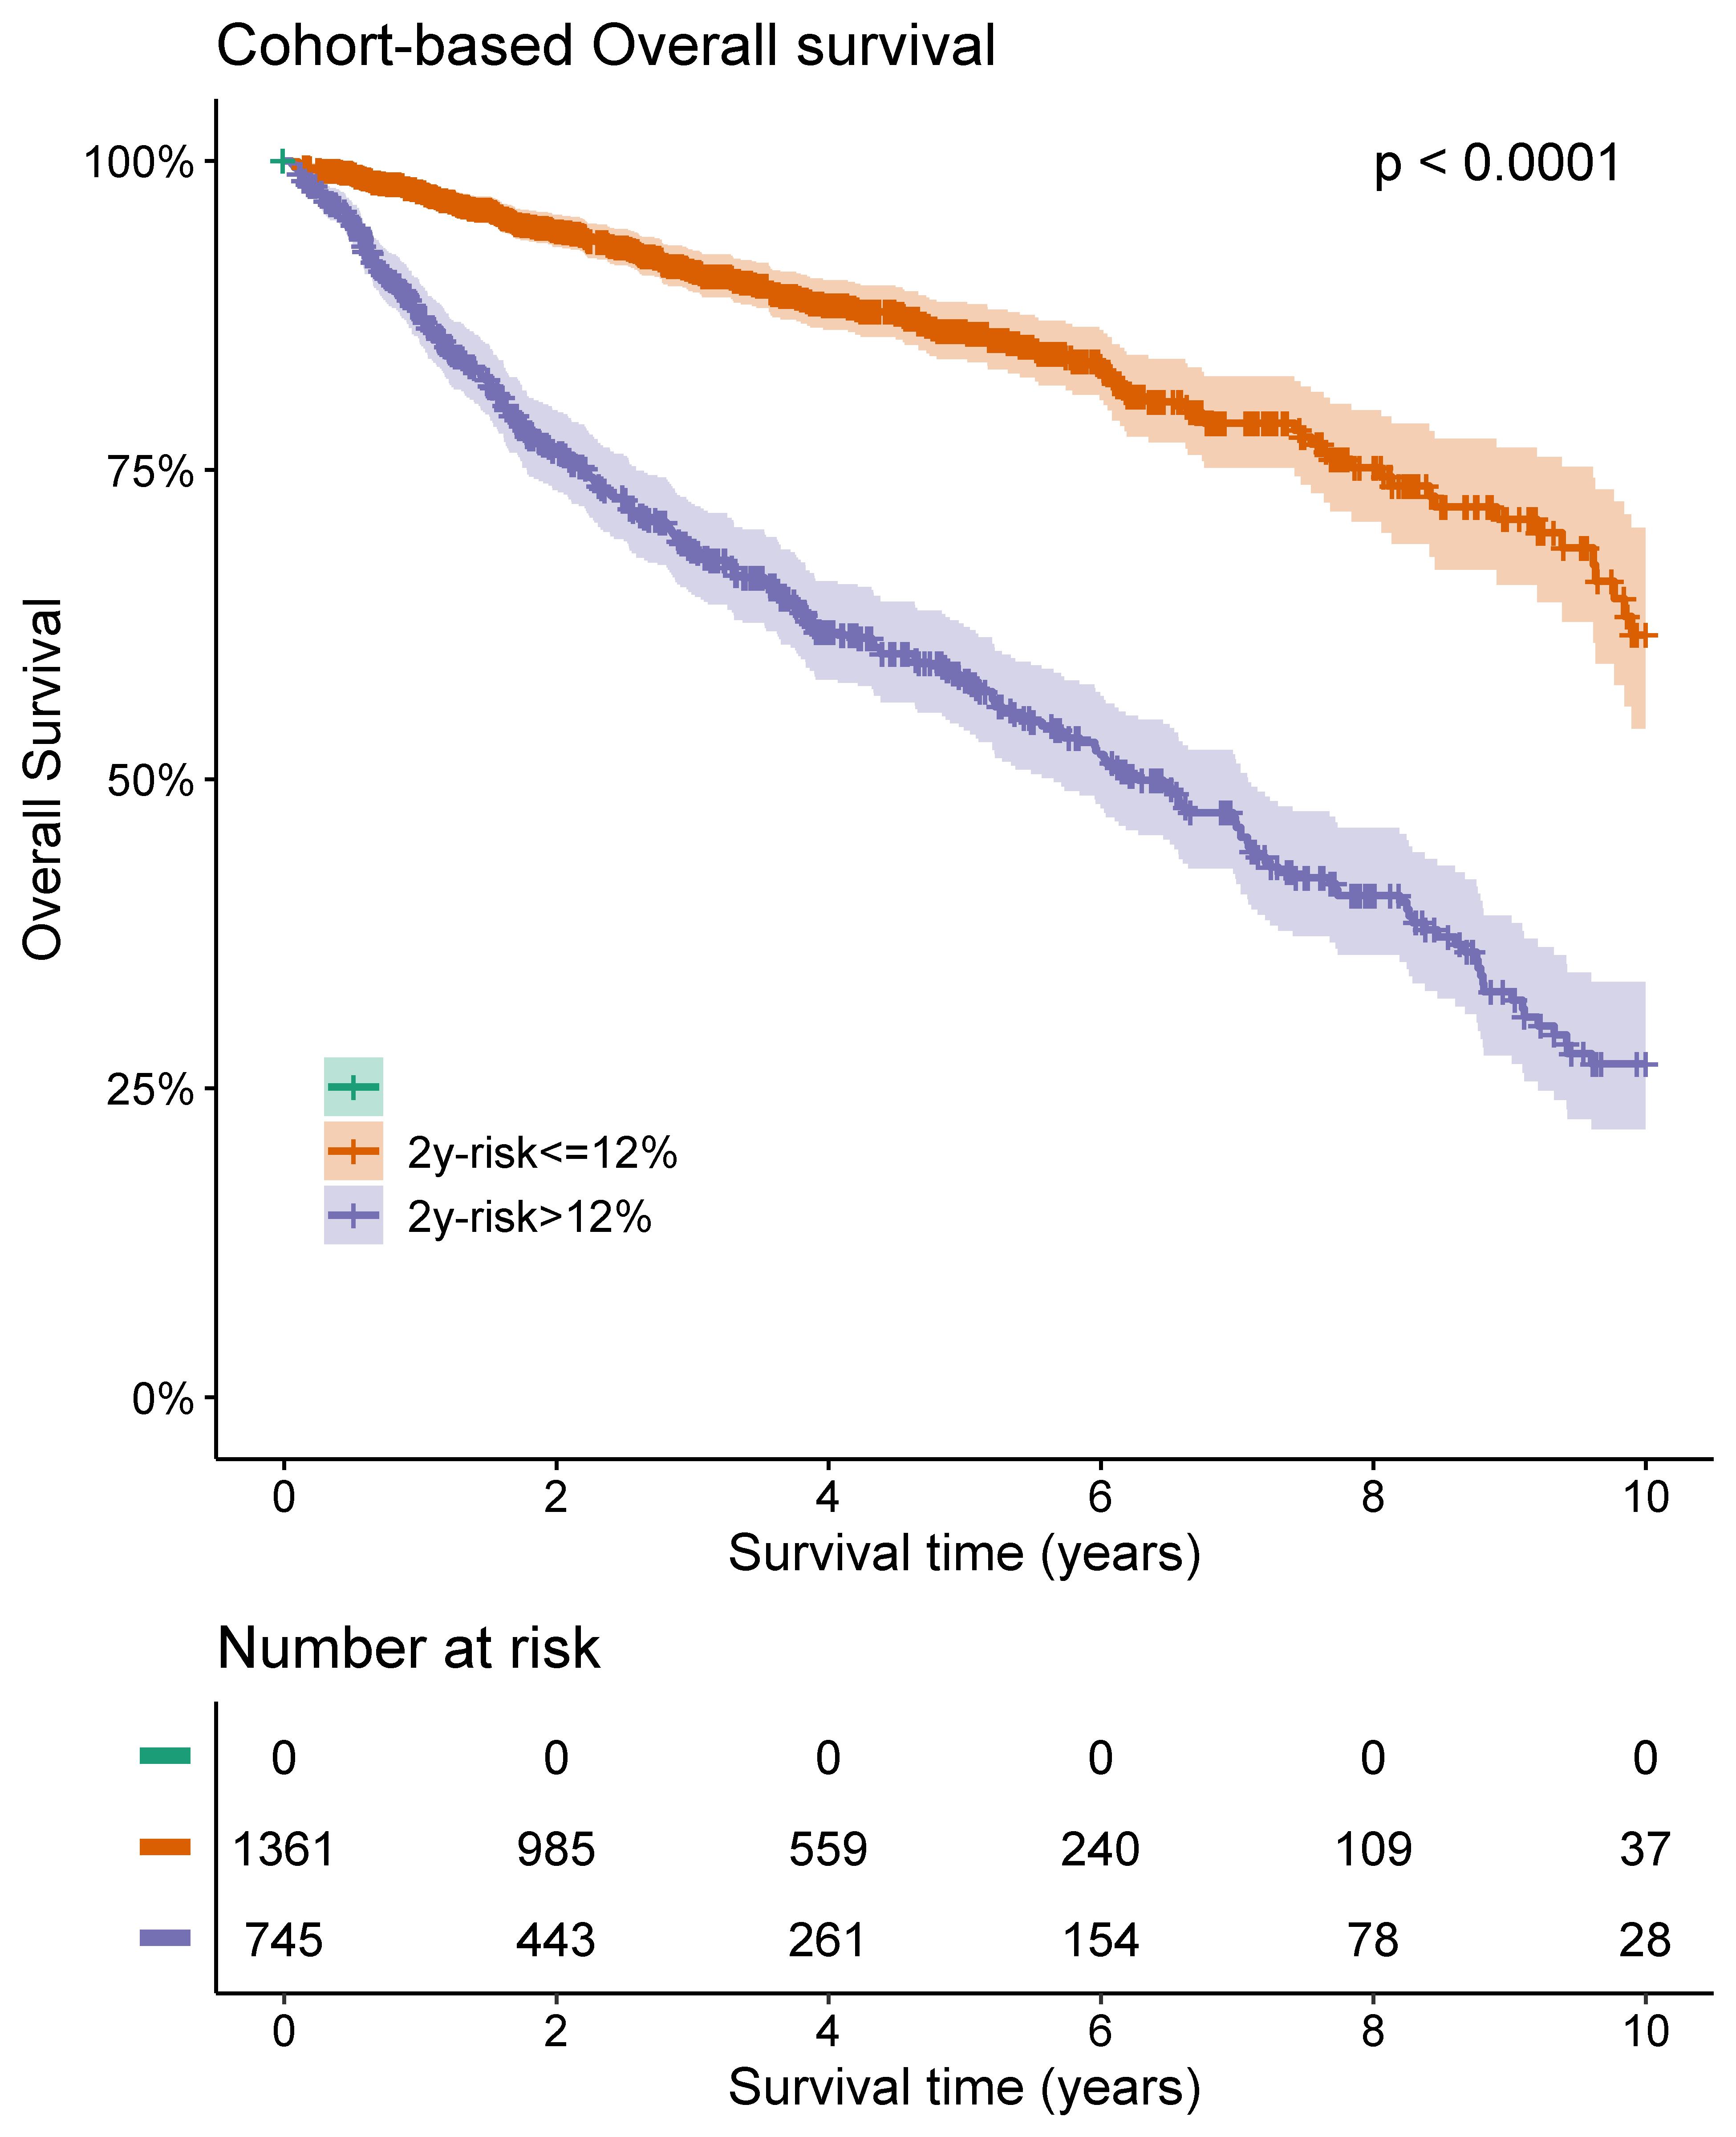 Cohort-based Overall survival
p < 0.0001
100%
75%
50%
25%
0%
Overall Survival
2y-risk<=12%
2y-risk>12%
0 2 4 6 8 10
Survival time (years)
Number at risk
0 0 0 0 0 0
1361 985 559 240 109 37
745 443 261 154 78 28
0 2 4 6 8 10
Survival time (years)